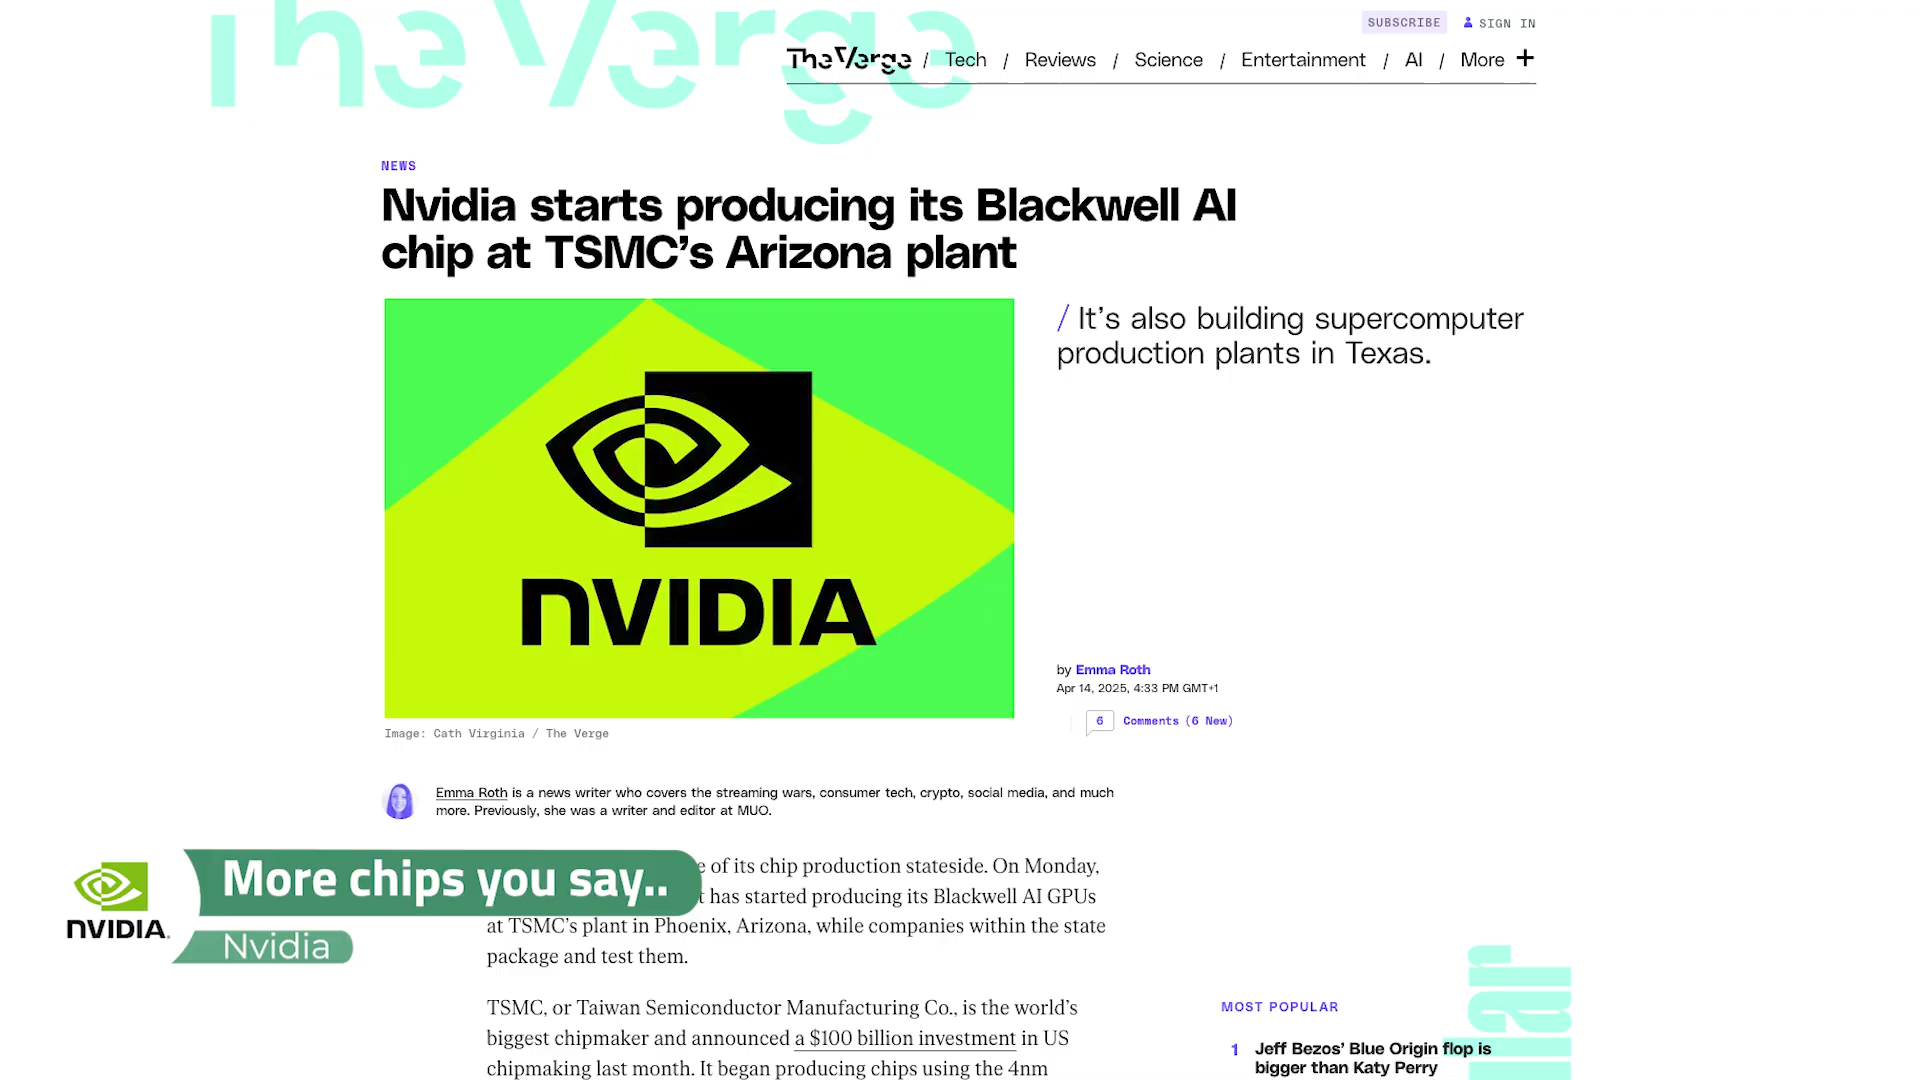 The Verge
SUBSCRIBE
SIGN IN
The Verge / Tech / Reviews / Science / Entertainment / AI / More +
NEWS
Nvidia starts producing its Blackwell AI
chip at TSMC’s Arizona plant
/ It’s also building supercomputer
production plants in Texas.
NVIDIA
by Emma Roth
Apr 14, 2025, 4:33 PM GMT+1
6 Comments (6 New)
Image: Cath Virginia / The Verge
Emma Roth is a news writer who covers the streaming wars, consumer tech, crypto, social media, and much
more. Previously, she was a writer and editor at MUO.
of its chip production stateside. On Monday,
has started producing its Blackwell AI GPUs
at TSMC’s plant in Phoenix, Arizona, while companies within the state
package and test them.
More chips you say..
NVIDIA.
Nvidia
TSMC, or Taiwan Semiconductor Manufacturing Co., is the world’s
biggest chipmaker and announced a $100 billion investment in US
chipmaking last month. It began producing chips using the 4nm
MOST POPULAR
1 Jeff Bezos’ Blue Origin flop is
bigger than Katy Perry